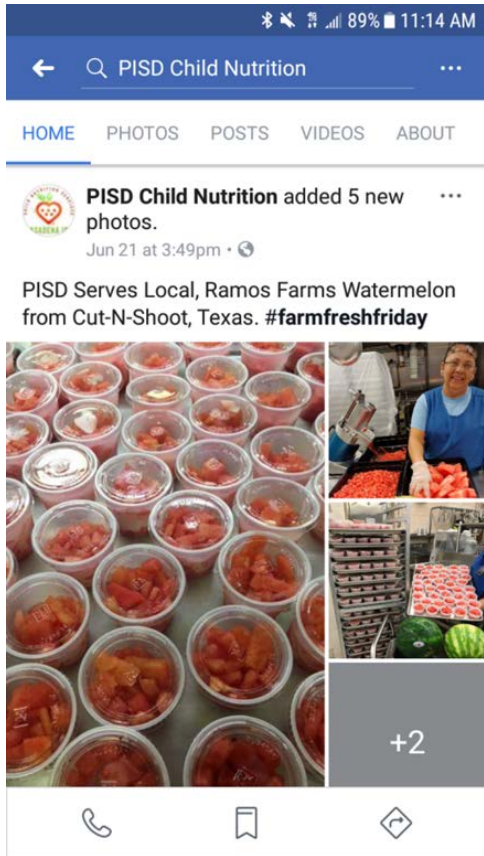 89% 11:14 AM
PISD Child Nutrition
HOME PHOTOS POSTS VIDEOS ABOUT
PISD Child Nutrition added 5 new
photos.
Jun 21 at 3:49pm
PISD Serves Local, Ramos Farms Watermelon
from Cut-N-Shoot, Texas. #farmfreshfriday
+2